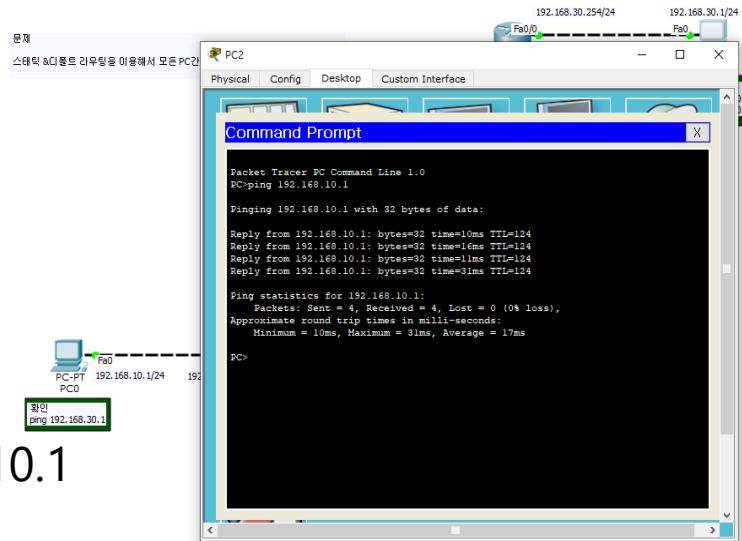 192.168.30.254/24
192.168.30.1/24
Fa0/0
Fa0
문제
스태틱 &디폴트 라우팅을 이용해서 모든 PC간
PC2
Physical Config Desktop Custom Interface
Command Prompt
X
Packet Tracer PC Command Line 1.0
PC>ping 192.168.10.1
Pinging 192.168.10.1 with 32 bytes of data:
Reply from 192.168.10.1: bytes=32 time=10ms TTL=124
Reply from 192.168.10.1: bytes=32 time=16ms TTL=124
Reply from 192.168.10.1: bytes=32 time=11ms TTL=124
Reply from 192.168.10.1: bytes=32 time=31ms TTL=124
Ping statistics for 192.168.10.1:
Packets: Sent = 4, Received = 4, Lost = 0 (0% loss),
Approximate round trip times in milli-seconds:
Minimum = 10ms, Maximum = 31ms, Average = 17ms
PC>
Fa0
PC-PT
PC0
192.168.10.1/24
192
확인
ping 192.168.30.1
0.1